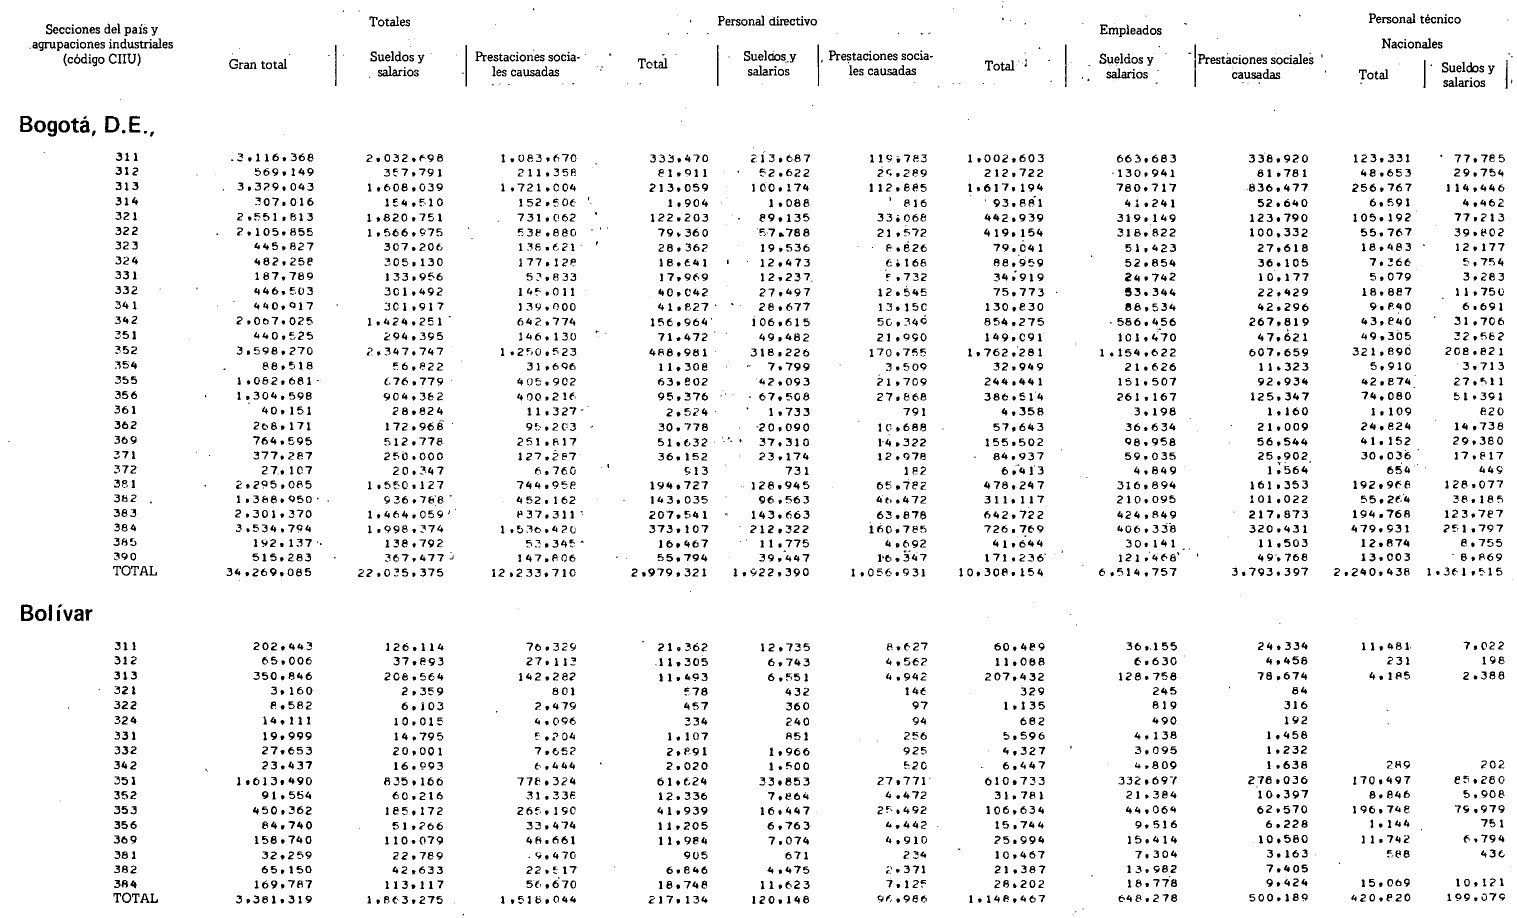 Totales Personal directivo Personal técnico
Secciones del país y agrupaciones industriales (código CIIU) Gran total Sueldos y salarios Prestaciones sociales causadas Total Sueldos y salarios Prestaciones sociales causadas Total Empleados Sueldos y salarios Prestaciones sociales causadas Nacionales Total Sueldos y salarios
Bogotá, D.E.,
311 3,116,368 2,032,698 1,083,670 333,470 213,687 119,783 1,002,603 663,683 338,920 123,331 77,785
312 569,149 357,791 211,358 81,911 52,622 29,289 212,722 130,941 81,781 48,653 29,754
313 3,329,043 1,608,039 1,721,004 213,059 100,174 112,885 1,617,194 780,717 836,477 256,767 114,446
314 307,016 154,510 152,506 1,904 1,088 816 93,881 41,241 52,640 6,591 4,462
321 2,551,813 1,820,751 731,062 122,203 89,135 33,068 442,939 319,149 123,790 105,192 77,213
322 2,105,855 1,566,975 538,880 79,360 57,788 21,572 419,154 318,822 100,332 55,767 39,802
323 445,827 307,206 138,621 28,362 19,536 8,826 79,041 51,423 27,618 18,483 12,177
324 482,258 305,130 177,128 18,641 12,473 6,168 88,959 52,854 36,105 7,366 5,754
331 187,789 133,956 53,833 17,969 12,237 5,732 34,919 24,742 10,177 5,079 3,283
332 446,503 301,492 145,011 40,042 27,497 12,545 75,773 53,344 22,429 18,887 11,750
341 440,917 301,917 139,000 41,827 28,677 13,150 130,830 88,534 42,296 9,840 6,691
342 2,067,025 1,424,251 642,774 156,964 106,615 50,349 854,275 586,456 267,819 43,840 31,706
351 440,525 294,395 146,130 71,472 49,482 21,990 149,091 101,470 47,621 49,305 32,582
352 3,598,270 2,347,747 1,250,523 488,981 318,226 170,755 1,762,281 1,154,622 607,659 321,890 208,821
354 88,518 56,822 31,696 11,308 7,799 3,509 32,949 21,626 11,323 5,910 3,713
355 1,082,681 676,779 405,902 63,802 42,093 21,709 244,441 151,507 92,934 42,874 27,511
356 1,304,598 904,382 400,216 95,376 67,508 27,868 386,514 261,167 125,347 74,080 51,391
361 40,151 28,824 11,327 2,524 1,733 791 4,358 3,198 1,160 1,109 820
362 268,171 172,968 95,203 30,778 20,090 10,688 57,643 36,634 21,009 24,824 14,738
369 764,595 512,778 251,817 51,632 37,310 14,322 155,502 98,958 56,544 41,152 29,380
371 377,287 250,000 127,287 36,152 23,174 12,978 84,937 59,035 25,902 30,036 17,817
372 27,107 20,347 6,760 913 731 182 6,413 4,849 1,564 654 449
381 2,295,085 1,550,127 744,958 194,727 128,945 65,782 478,247 316,894 161,353 192,968 128,077
382 1,388,950 936,788 452,162 143,035 96,563 46,472 311,117 210,095 101,022 55,264 38,185
383 2,301,370 1,464,059 837,311 207,541 143,663 63,878 642,722 424,849 217,873 194,768 123,787
384 3,534,794 1,998,374 1,536,420 373,107 212,322 160,785 726,769 406,338 320,431 479,931 251,797
385 192,137 138,792 53,345 16,467 11,775 4,692 41,644 30,141 11,503 12,874 8,755
390 515,283 367,477 147,806 55,794 39,447 16,347 171,236 121,468 49,768 13,003 8,869
TOTAL 34,269,085 22,035,375 12,233,710 2,979,321 1,922,390 1,056,931 10,308,154 6,514,757 3,793,397 2,240,438 1,361,515
Bolívar
311 202,443 126,114 76,329 21,362 12,735 8,627 60,489 36,155 24,334 11,481 7,022
312 65,006 37,893 27,113 11,305 6,743 4,562 11,088 6,630 4,458 231 198
313 350,846 208,564 142,282 11,493 6,551 4,942 207,432 128,758 78,674 4,185 2,388
321 3,160 2,359 801 578 432 146 329 245 84
322 8,582 6,103 2,479 457 360 97 1,135 819 316
324 14,111 10,015 4,096 334 240 94 682 490 192
331 19,999 14,795 5,204 1,107 851 256 5,596 4,138 1,458
332 27,653 20,001 7,652 2,891 1,966 925 4,327 3,095 1,232
342 23,437 16,993 6,444 2,020 1,500 520 6,447 4,809 1,638 289 202
351 1,613,490 835,166 778,324 61,624 33,853 27,771 610,733 332,697 278,036 170,497 85,280
352 91,554 60,216 31,338 12,336 7,864 4,472 31,781 21,384 10,397 8,846 5,908
353 450,362 185,172 265,190 41,939 16,447 25,492 106,634 44,064 62,570 196,748 79,979
356 84,740 51,266 33,474 11,205 6,763 4,442 15,744 9,516 6,228 1,144 751
369 158,740 110,079 48,661 11,984 7,074 4,910 25,994 15,414 10,580 11,742 6,794
381 32,259 22,789 9,470 905 671 234 10,467 7,304 3,163 588 436
382 65,150 42,633 22,517 6,846 4,475 2,371 21,387 13,982 7,405
384 169,787 113,117 56,670 18,748 11,623 7,125 28,202 18,778 9,424 15,069 10,121
TOTAL 3,381,319 1,863,275 1,518,044 217,134 120,148 96,986 1,148,467 648,278 500,189 420,820 199,079